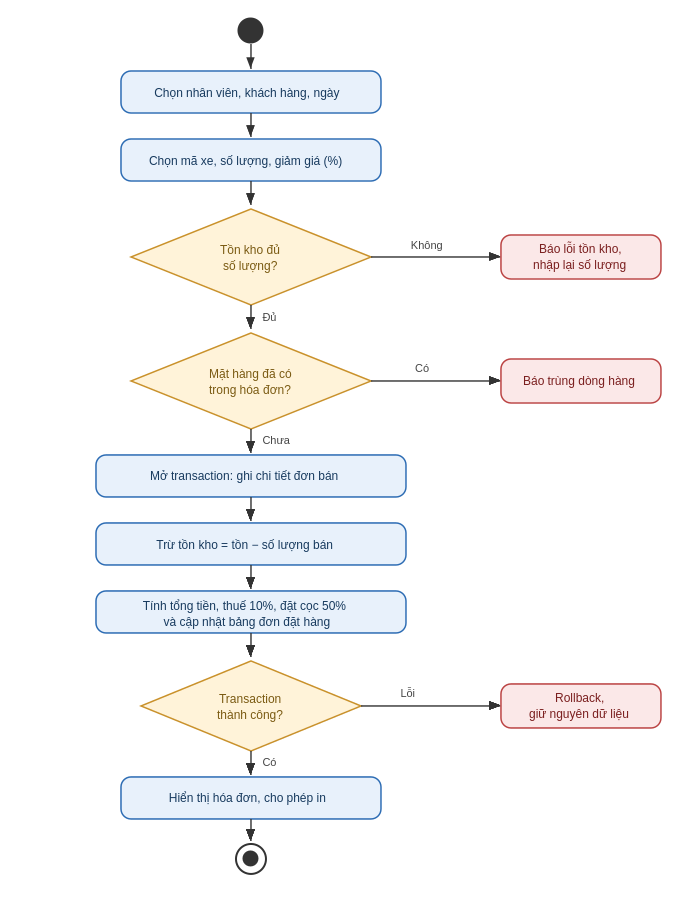 Chọn nhân viên, khách hàng, ngày
Chọn mã xe, số lượng, giảm giá (%)
Tồn kho đủ
số lượng?
Không
Báo lỗi tồn kho,
nhập lại số lượng
Đủ
Mặt hàng đã có
trong hóa đơn?
Có
Báo trùng dòng hàng
Chưa
Mở transaction: ghi chi tiết đơn bán
Trừ tồn kho = tồn − số lượng bán
Tính tổng tiền, thuế 10%, đặt cọc 50%
và cập nhật bảng đơn đặt hàng
Transaction
thành công?
Lỗi
Rollback,
giữ nguyên dữ liệu
Có
Hiển thị hóa đơn, cho phép in